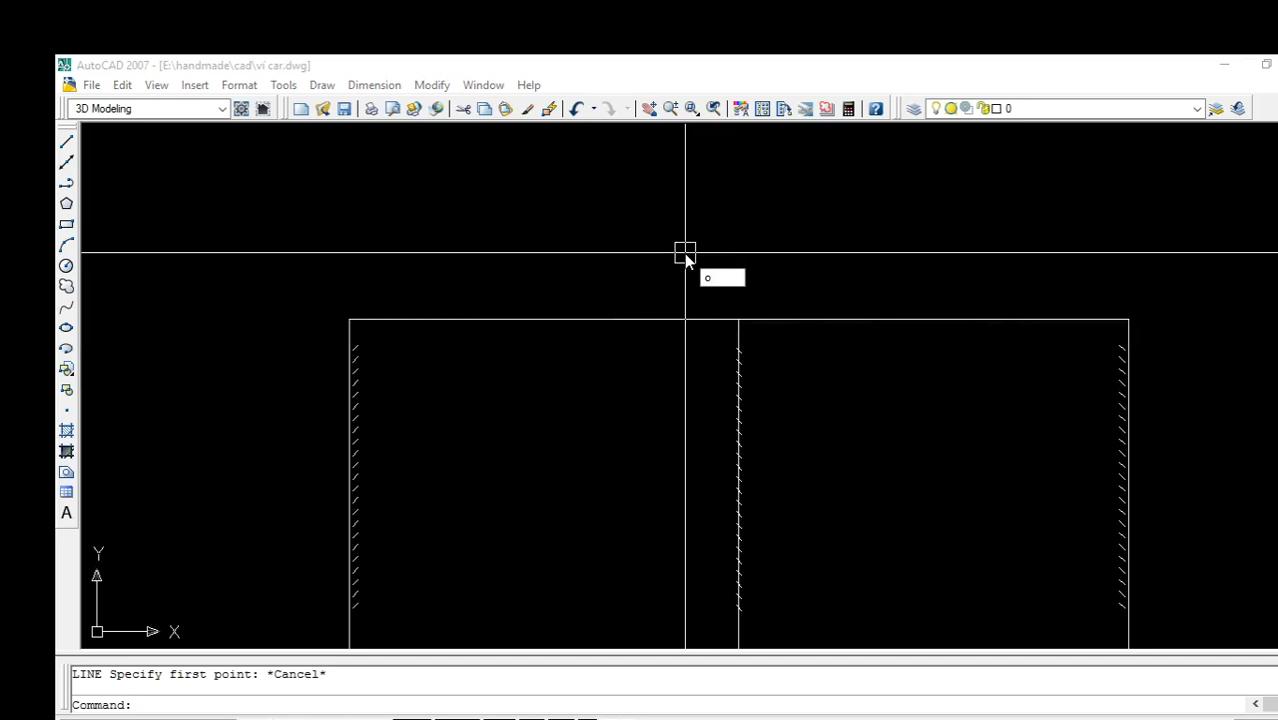 AutoCAD 2007 - [E:\handmade\cad\ví car.dwg]
File Edit View Insert Format Tools Draw Dimension Modify Window Help
3D Modeling
0
A
o
Y
X
LINE Specify first point: *Cancel*
Command: